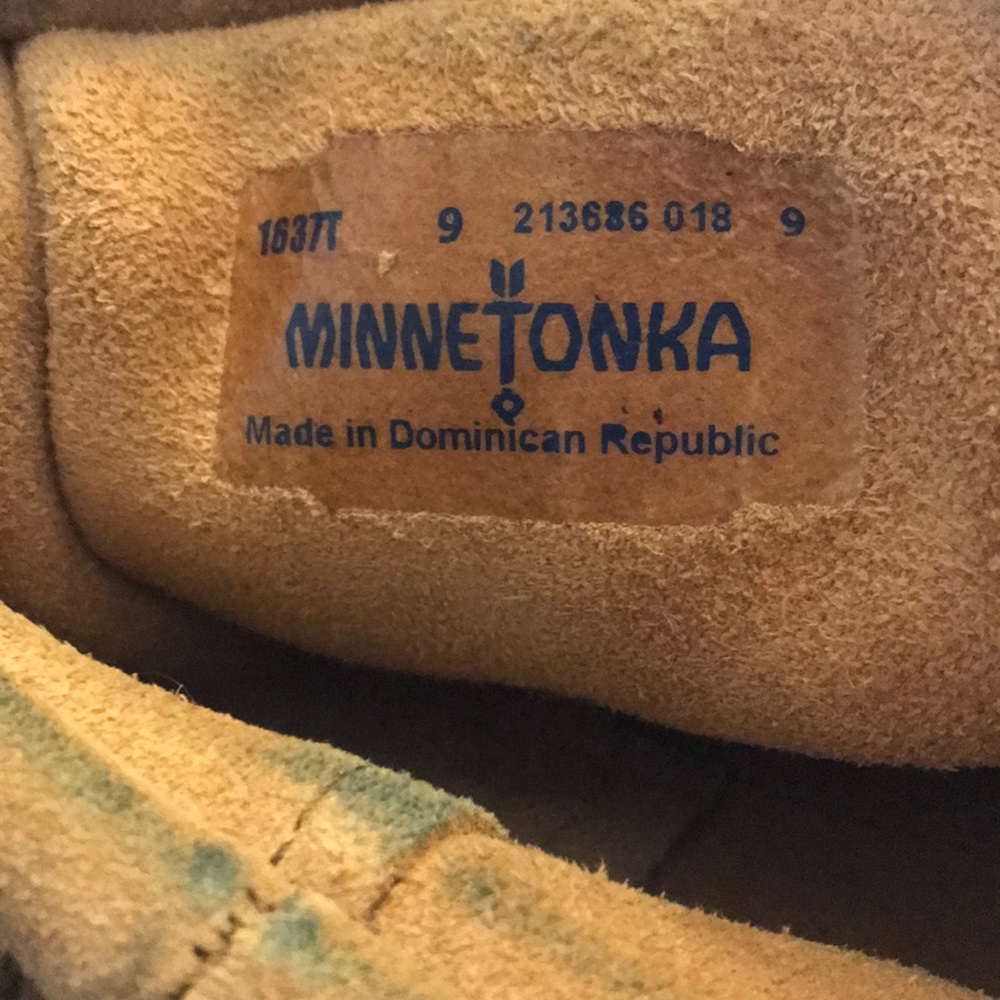 1637T 9 213686 018 9
MINNETONKA
Made in Dominican Republic